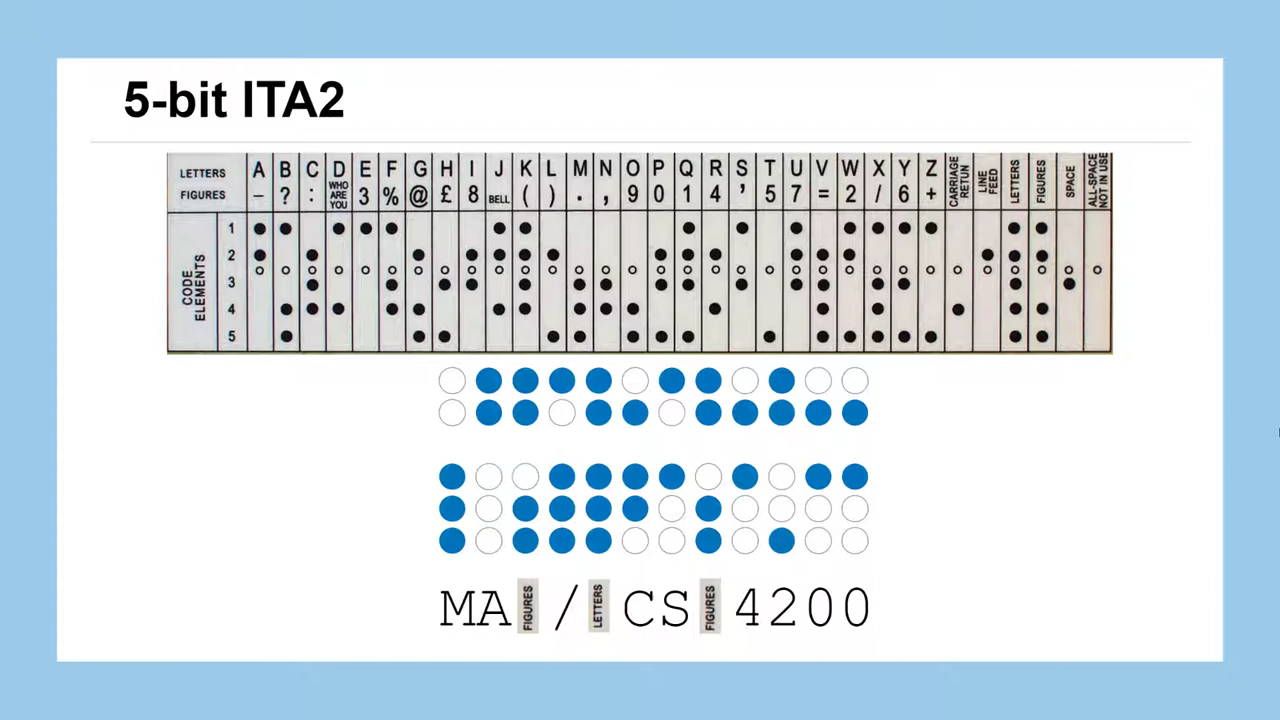 5-bit ITA2
LETTERS A B C D E F G H I J K L M N O P Q R S T U V W X Y Z CARRIAGE RETUN LINE FEED LETTERS FIGURES SPACE ALL-SPACE NOT IN USE
FIGURES – ? : WHO ARE YOU 3 % @ £ 8 BELL ( ) . , 9 0 1 4 ' 5 7 = 2 / 6 +
CODE ELEMENTS
1
2
3
4
5
MA FIGURES / LETTERS CS FIGURES 4200